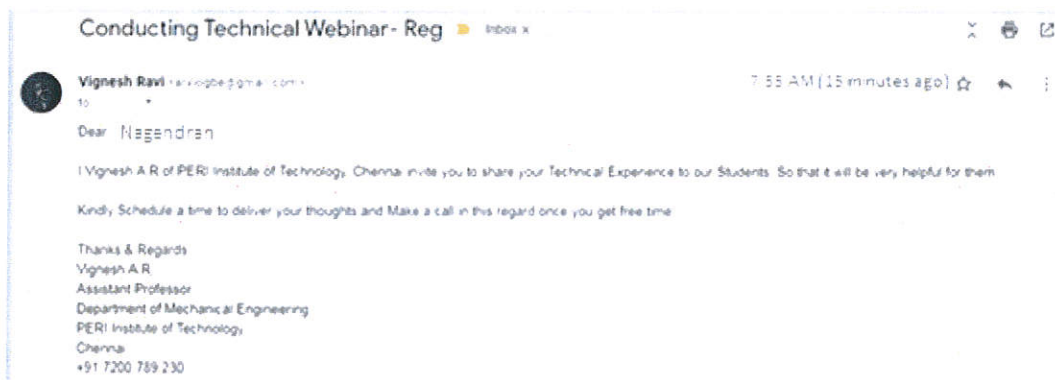 Conducting Technical Webinar- Reg Inbox x
Vignesh Ravi 7:55 AM (15 minutes ago)
to
Dear Nagendran
I Vignesh A R of PERI Institute of Technology, Chennai invite you to share your Technical Experience to our Students. So that it will be very helpful for them
Kindly Schedule a time to deliver your thoughts and Make a call in this regard once you get free time
Thanks & Regards
Vignesh A R
Assistant Professor
Department of Mechanical Engineering
PERI Institute of Technology,
Chennai
+91 7200 789 230